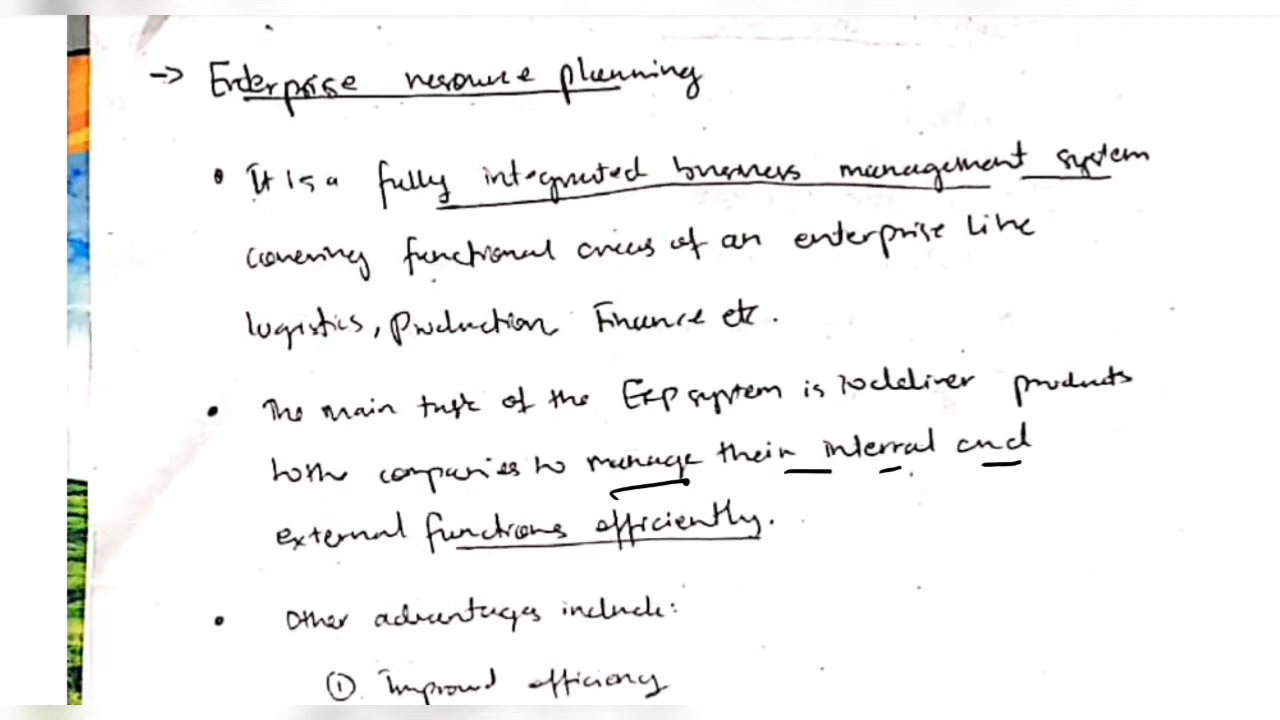 -> Enterprise resource planning
• It is a fully integrated business management system
covering functional areas of an enterprise like
logistics, production Finance etc.
• The main task of the ERP system is to deliver products
to the companies to manage their internal and
external functions efficiently.
• Other advantages include:
① Improved efficiency